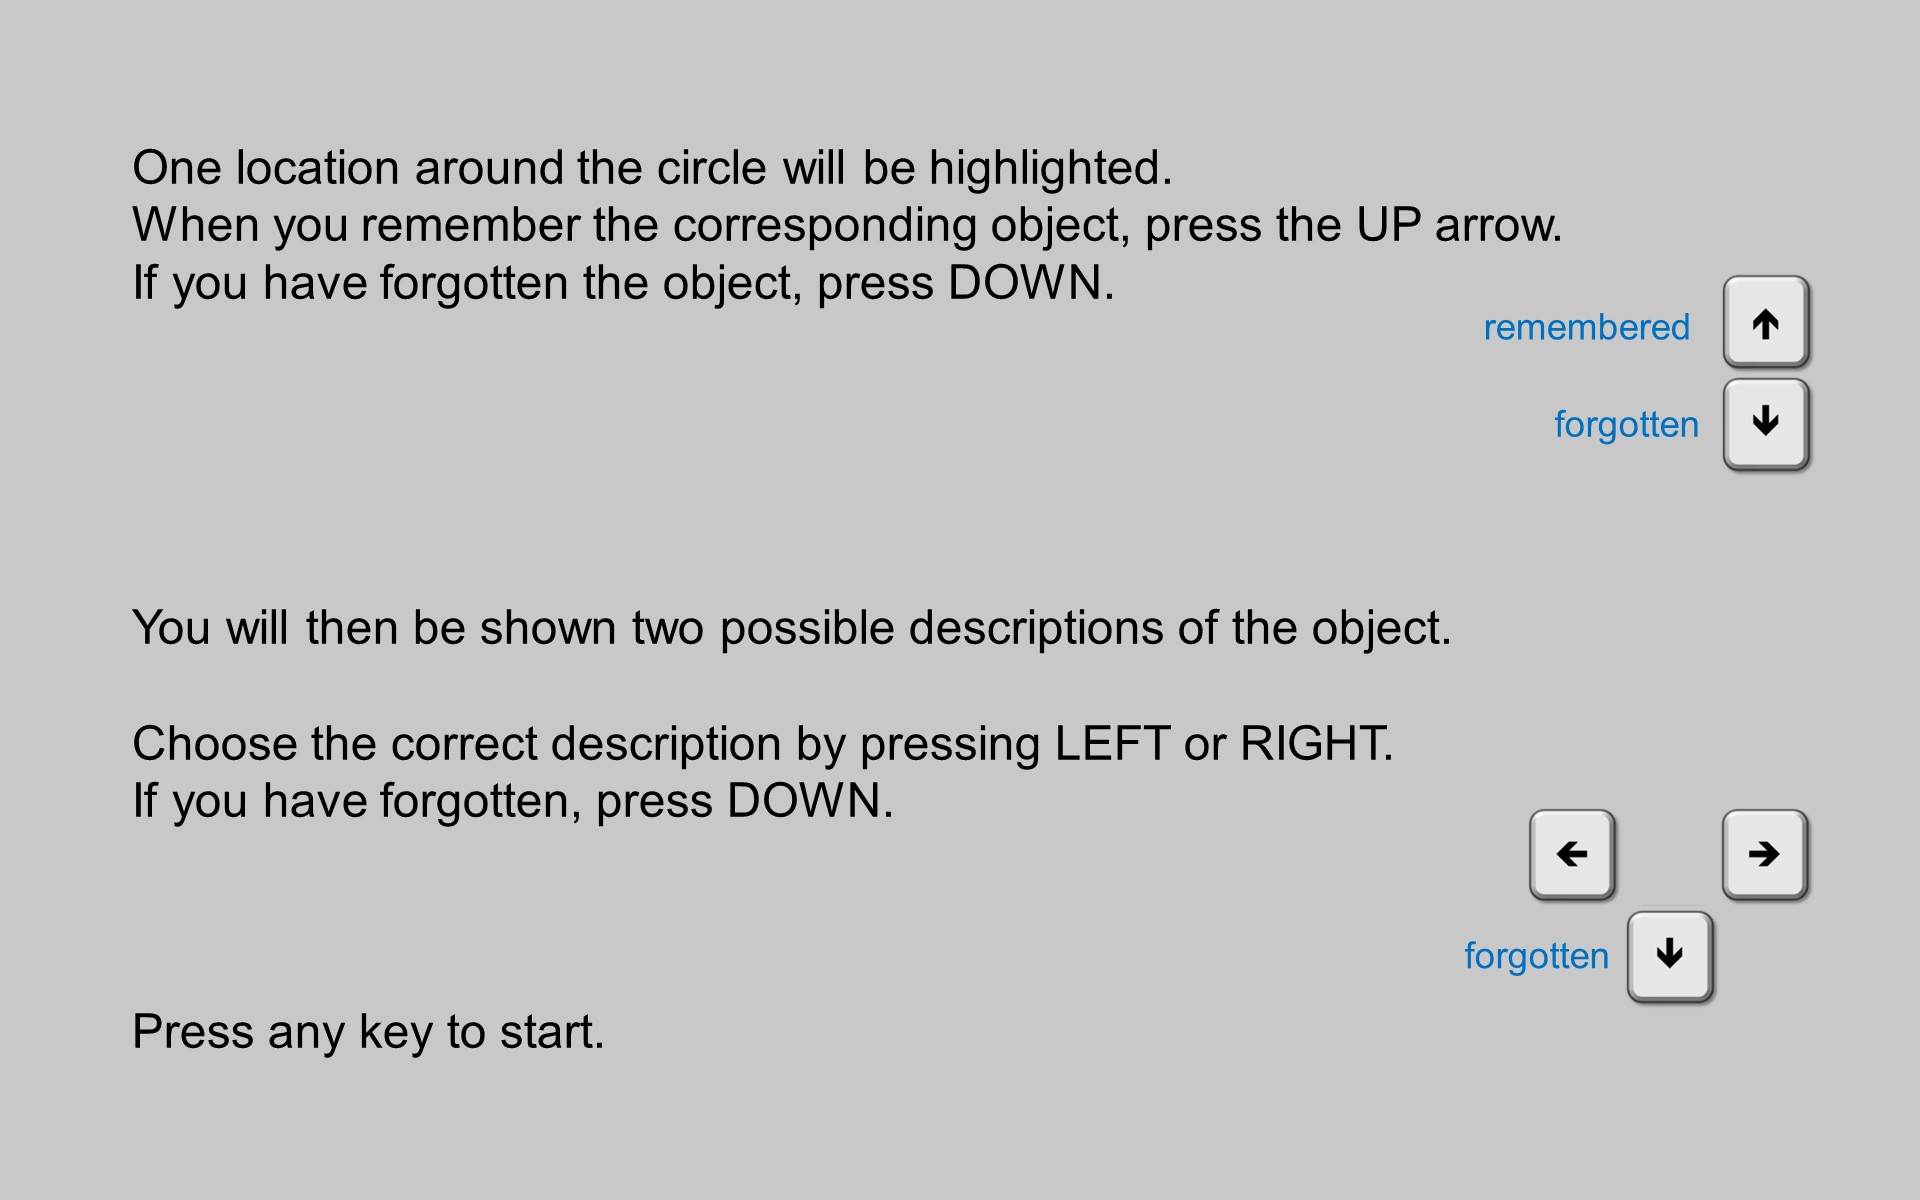 One location around the circle will be highlighted.
When you remember the corresponding object, press the UP arrow.
If you have forgotten the object, press DOWN.
remembered
forgotten
You will then be shown two possible descriptions of the object.
Choose the correct description by pressing LEFT or RIGHT.
If you have forgotten, press DOWN.
forgotten
Press any key to start.